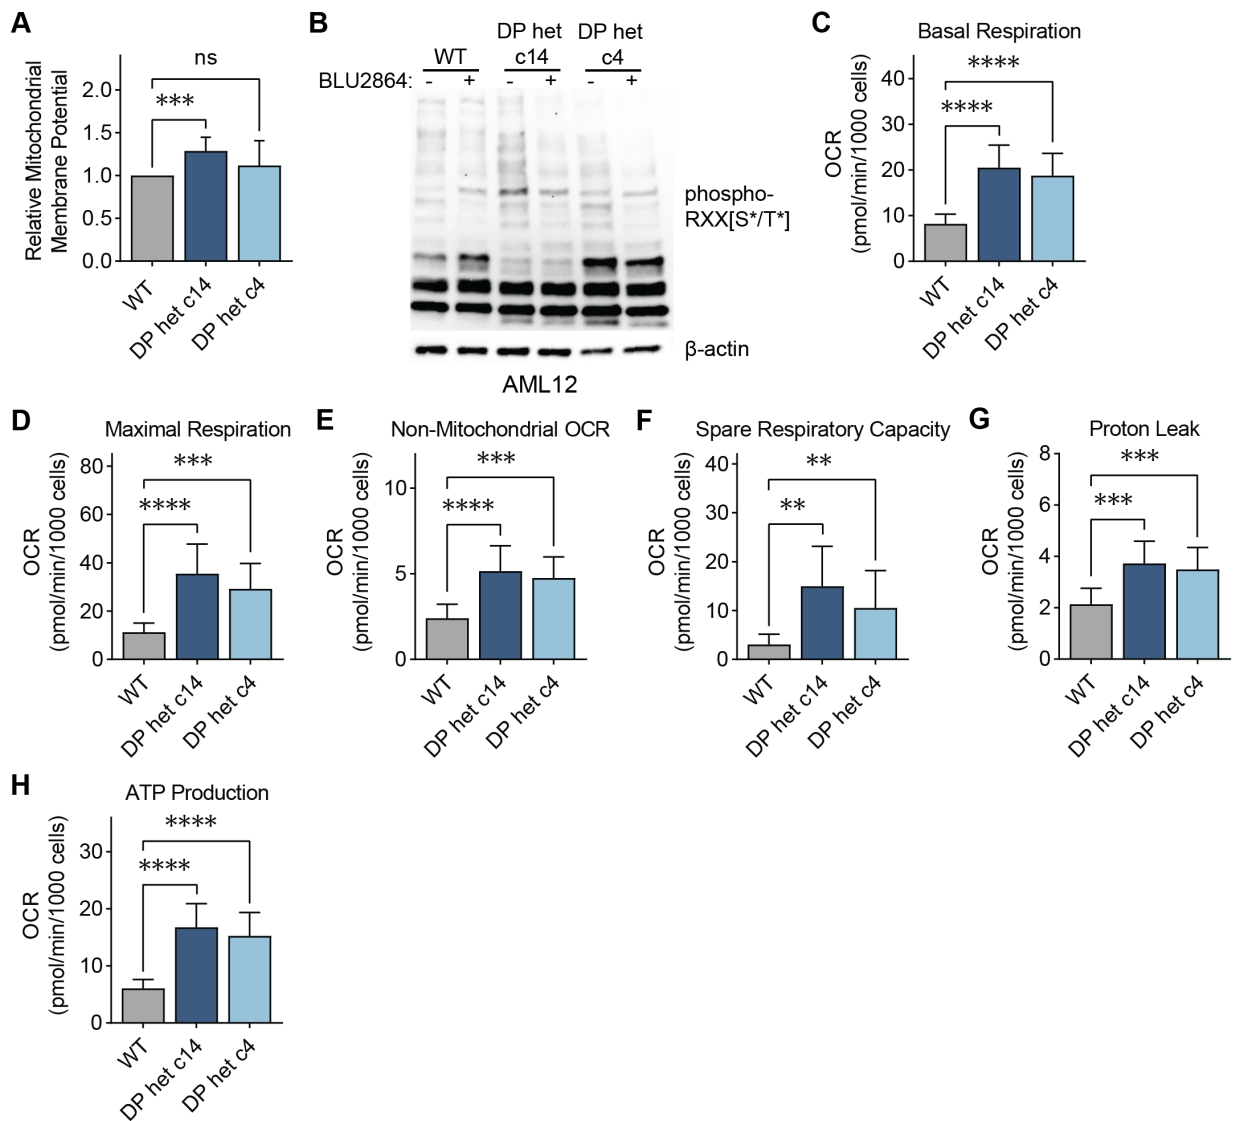 A
Relative Mitochondrial
Membrane Potential
2.0
1.5
1.0
0.5
0.0
ns
***
WT
DP het c14
DP het c4
B
DP het DP het
WT c14 c4
BLU2864: - + - + - +
phospho-
RXX[S*/T*]
β-actin
AML12
C
Basal Respiration
OCR
(pmol/min/1000 cells)
40
30
20
10
0
****
****
WT
DP het c14
DP het c4
D
Maximal Respiration
OCR
(pmol/min/1000 cells)
80
60
40
20
0
***
****
WT
DP het c14
DP het c4
E
Non-Mitochondrial OCR
OCR
(pmol/min/1000 cells)
10
5
0
***
****
WT
DP het c14
DP het c4
F
Spare Respiratory Capacity
OCR
(pmol/min/1000 cells)
40
30
20
10
0
**
**
WT
DP het c14
DP het c4
G
Proton Leak
OCR
(pmol/min/1000 cells)
8
6
4
2
0
***
***
WT
DP het c14
DP het c4
H
ATP Production
OCR
(pmol/min/1000 cells)
30
20
10
0
****
****
WT
DP het c14
DP het c4